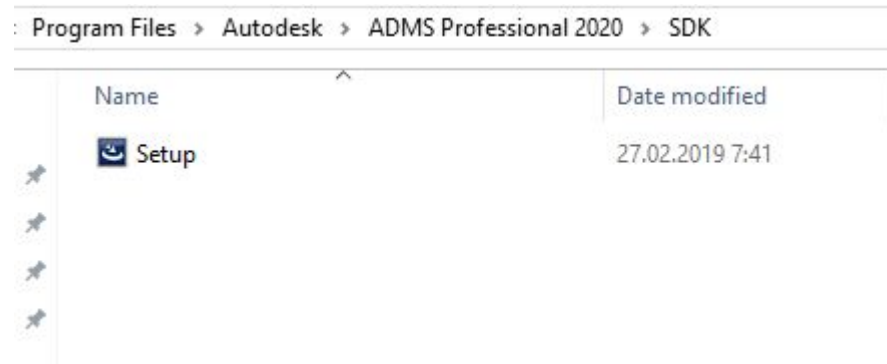 Program Files > Autodesk > ADMS Professional 2020 > SDK
Name Date modified
Setup 27.02.2019 7:41